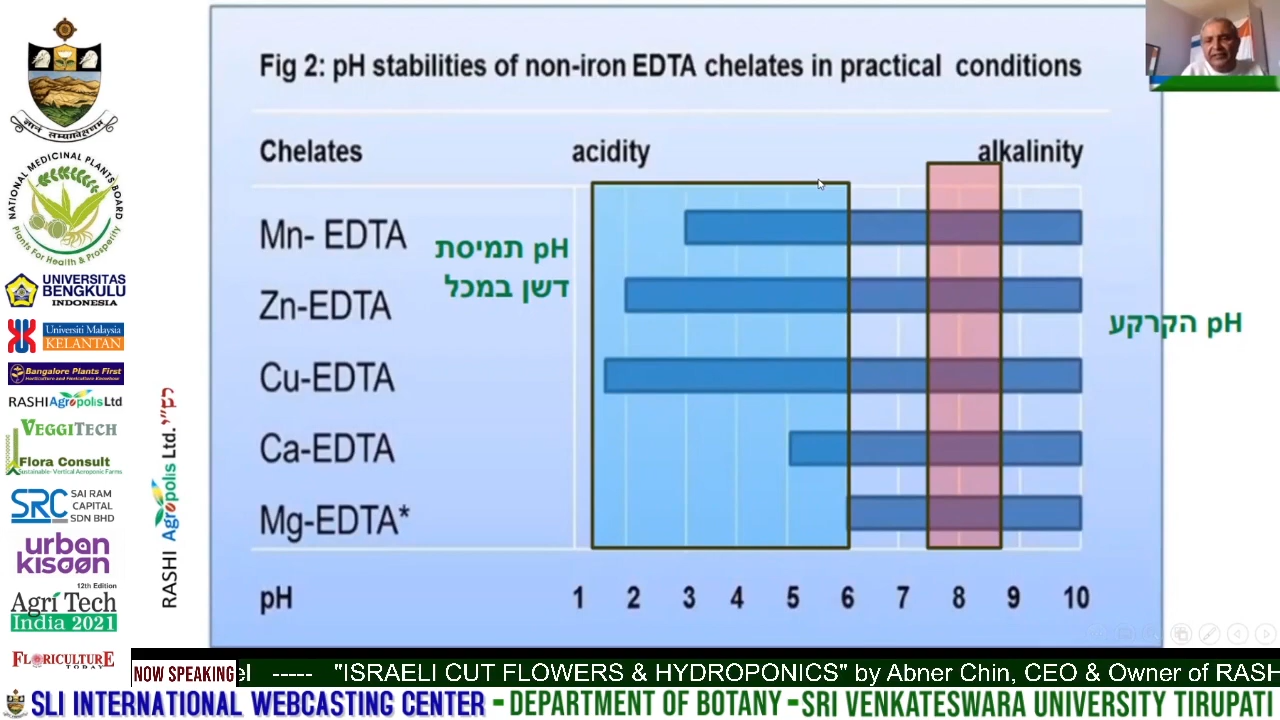 Fig 2: pH stabilities of non-iron EDTA chelates in practical conditions
Chelates
acidity
alkalinity
Mn- EDTA
Zn-EDTA
Cu-EDTA
Ca-EDTA
Mg-EDTA*
pH תמיסת
דשן במכל
pH הקרקע
pH 1 2 3 4 5 6 7 8 9 10
NATIONAL MEDICINAL PLANTS BOARD
Plants For Health & Prosperity
UNIVERSITAS
BENGKULU
INDONESIA
Universiti Malaysia
KELANTAN
Bangalore Plants First
RASHI Agropolis Ltd
VEGGITECH
Flora Consult
Sustainable- Vertical Aeroponic Farms
SRC SAI RAM
CAPITAL
SDN BHD
urban
kisaan
12th Edition
Agri Tech
India 2021
FLORICULTURE
TODAY
RASHI Agropolis Ltd.
NOW SPEAKING
el ----- "ISRAELI CUT FLOWERS & HYDROPONICS" by Abner Chin, CEO & Owner of RASH
SLI INTERNATIONAL WEBCASTING CENTER - DEPARTMENT OF BOTANY - SRI VENKATESWARA UNIVERSITY TIRUPATI